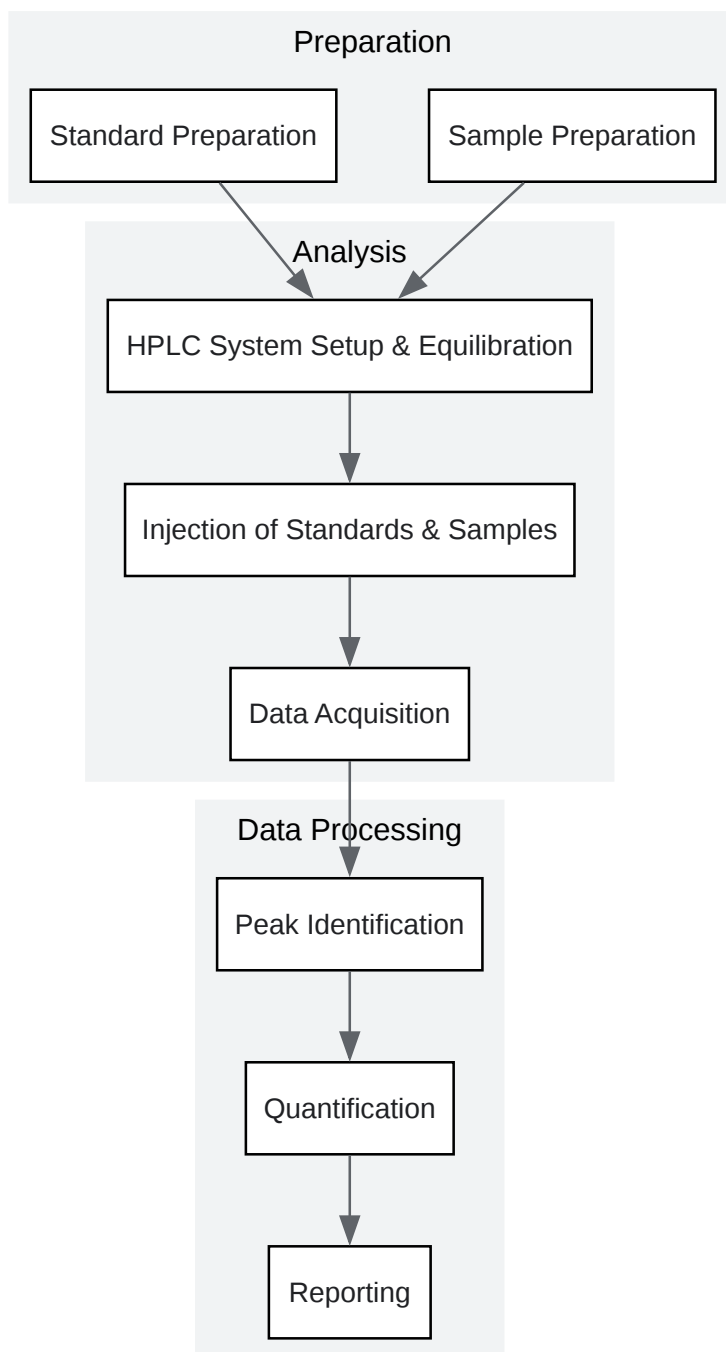 Preparation
Standard Preparation
Sample Preparation
Analysis
HPLC System Setup & Equilibration
Injection of Standards & Samples
Data Acquisition
Data Processing
Peak Identification
Quantification
Reporting